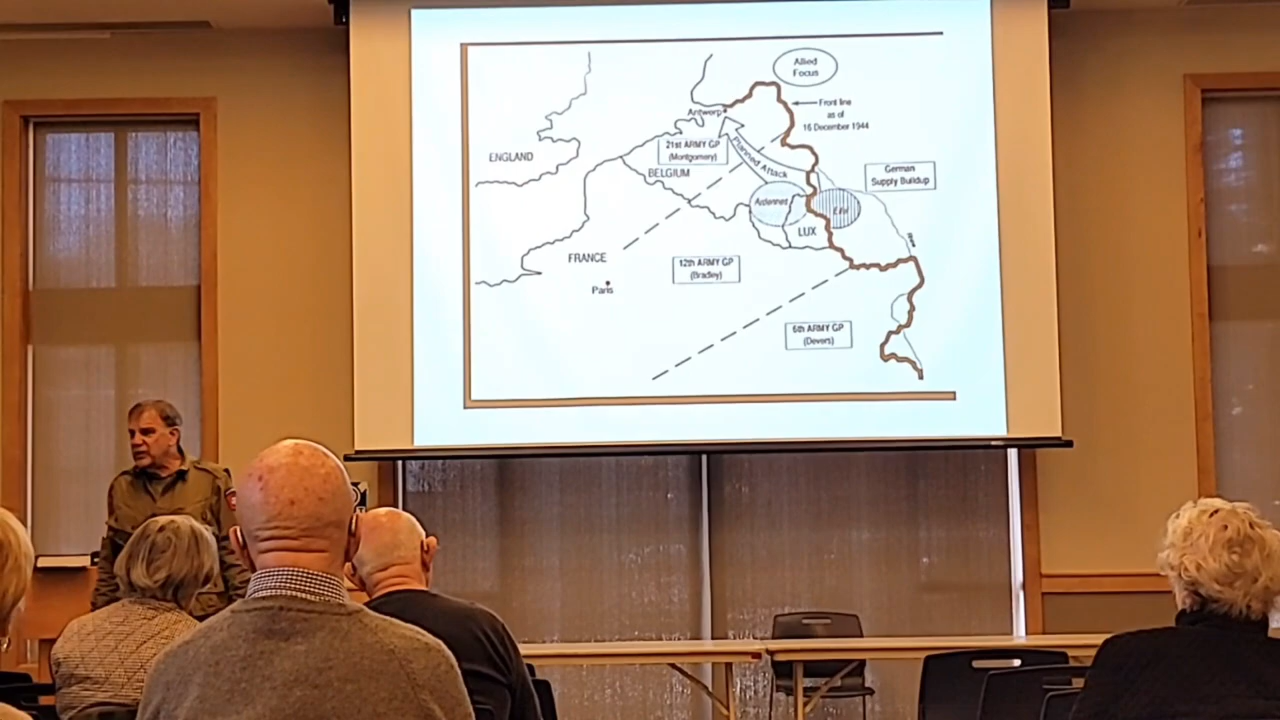 Allied
Focus
Antwerp
Front line
as of
16 December 1944
ENGLAND
21st ARMY GP
(Montgomery)
Planned Attack
BELGIUM
German
Supply Buildup
Ardennes
Eifel
LUX
FRANCE
12th ARMY GP
(Bradley)
Paris
6th ARMY GP
(Devers)